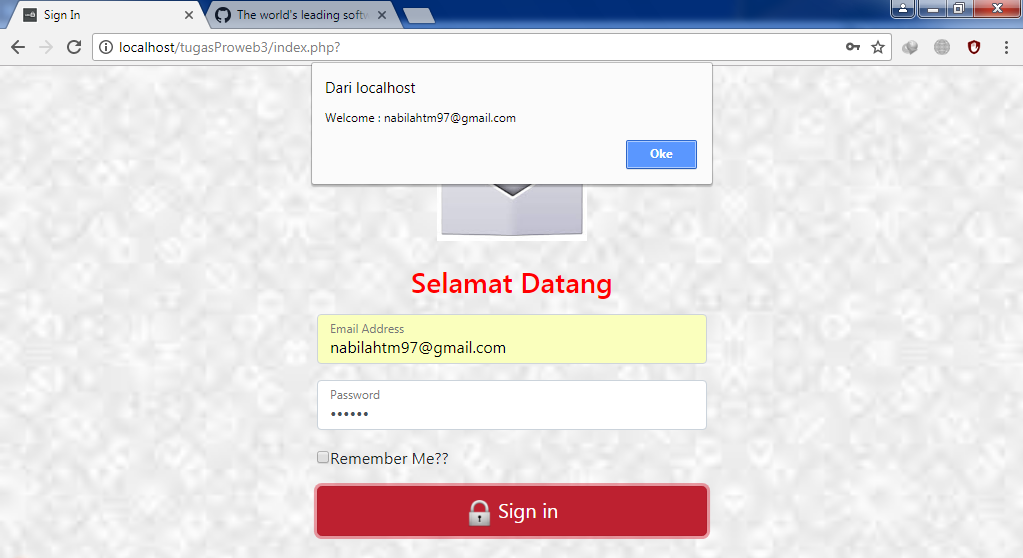 Sign In
The world's leading softw
localhost/tugasProweb3/index.php?
Dari localhost
Welcome : nabilahtm97@gmail.com
Oke
Selamat Datang
Email Address
nabilahtm97@gmail.com
Password
••••••
Remember Me??
Sign in